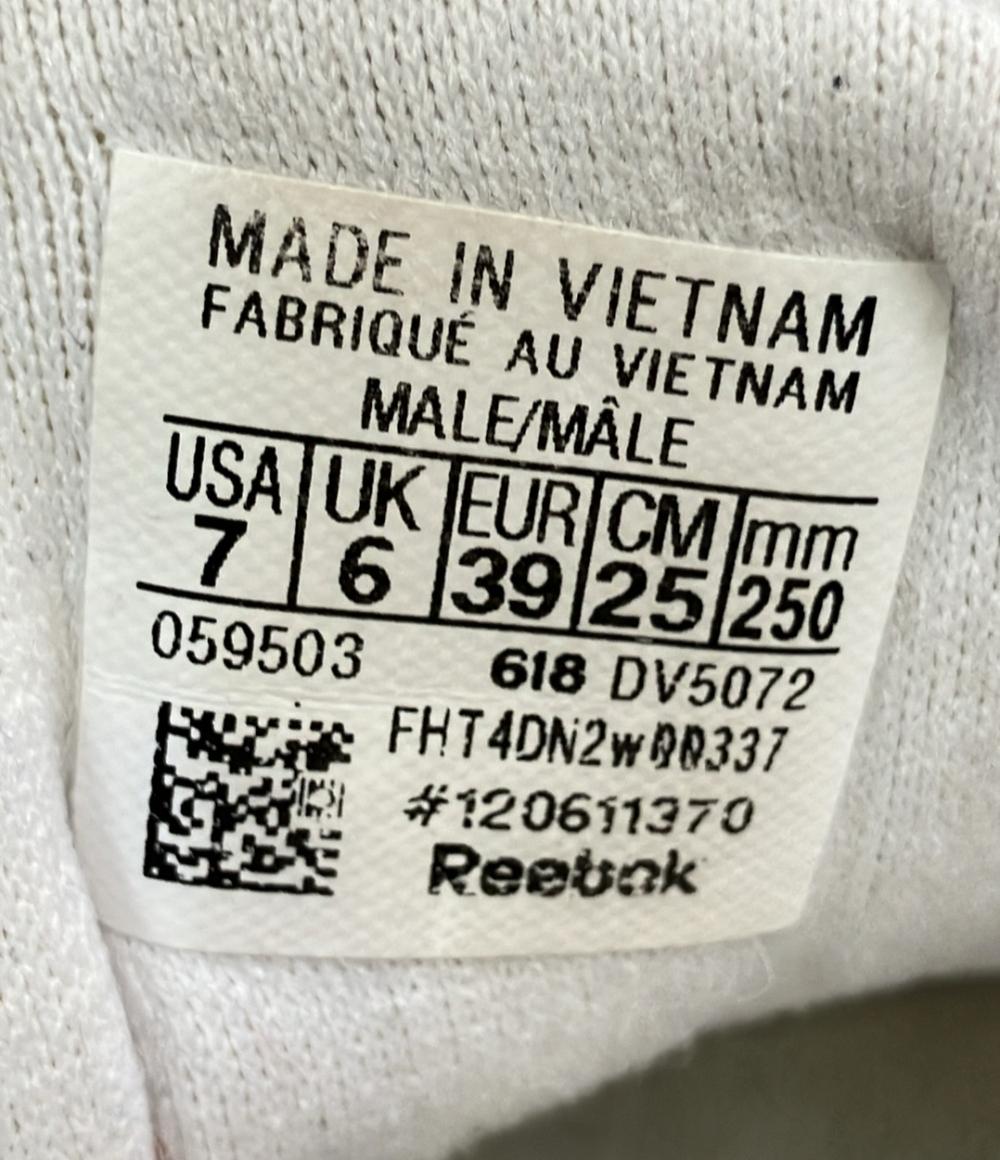 MADE IN VIETNAM
FABRIQUÉ AU VIETNAM
MALE/MÂLE
USA UK EUR CM mm
7 6 39 25 250
059503 618 DV5072
FHT4DN2w00337
#120611370
Reebok